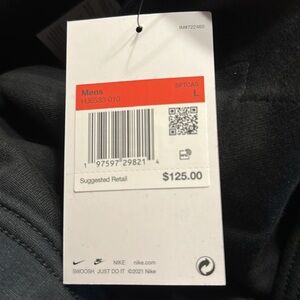 Mens
SPTCAS
L
1 97597 29821 4
Suggested Retail
$125.00
NIKE Nike.com
SWOOSH JUST DO IT ©2021 Nike